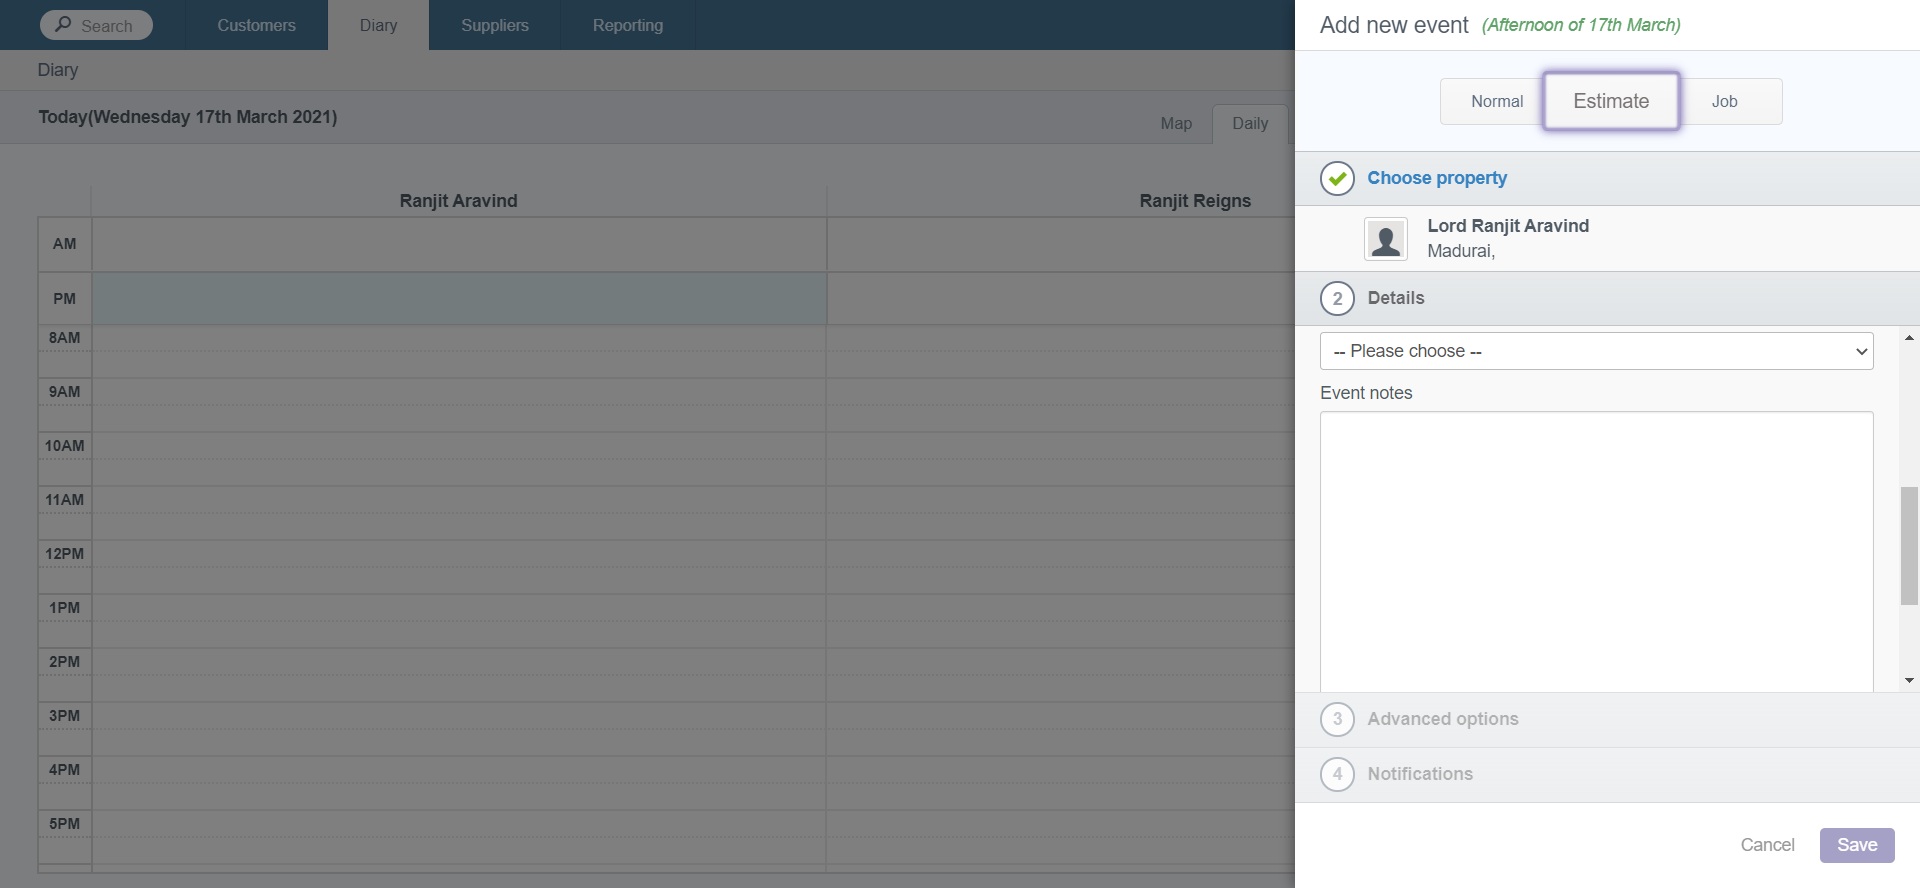 Search
Customers
Diary
Suppliers
Reporting
Diary
Today(Wednesday 17th March 2021)
Map
Daily
Ranjit Aravind
Ranjit Reigns
AM
PM
8AM
9AM
10AM
11AM
12PM
1PM
2PM
3PM
4PM
5PM
Add new event (Afternoon of 17th March)
Normal
Estimate
Job
Choose property
Lord Ranjit Aravind
Madurai,
2 Details
-- Please choose --
Event notes
3 Advanced options
4 Notifications
Cancel
Save